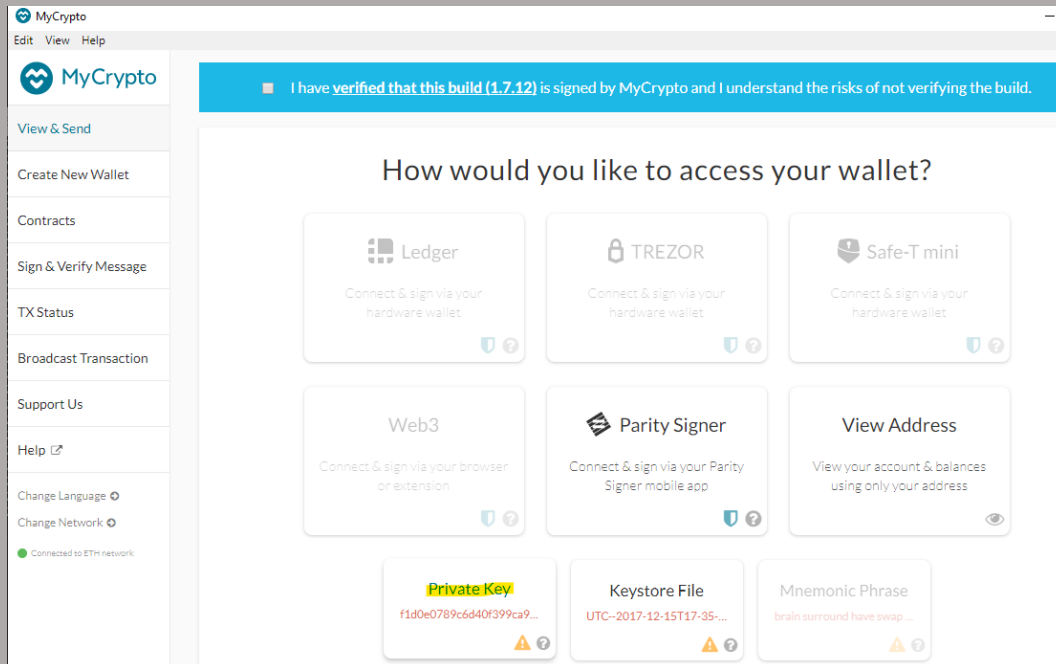 MyCrypto
Edit View Help
MyCrypto
I have verified that this build (1.7.12) is signed by MyCrypto and I understand the risks of not verifying the build.
View & Send
Create New Wallet
Contracts
Sign & Verify Message
TX Status
Broadcast Transaction
Support Us
Help
Change Language
Change Network
Connected to ETH network
How would you like to access your wallet?
Ledger
Connect & sign via your
hardware wallet
TREZOR
Connect & sign via your
hardware wallet
Safe-T mini
Connect & sign via your
hardware wallet
Web3
Connect & sign via your browser
or extension
Parity Signer
Connect & sign via your Parity
Signer mobile app
View Address
View your account & balances
using only your address
Private Key
f1d0e0789c6d40f399ca9...
Keystore File
UTC--2017-12-15T17-35-...
Mnemonic Phrase
brain surround have swap ...